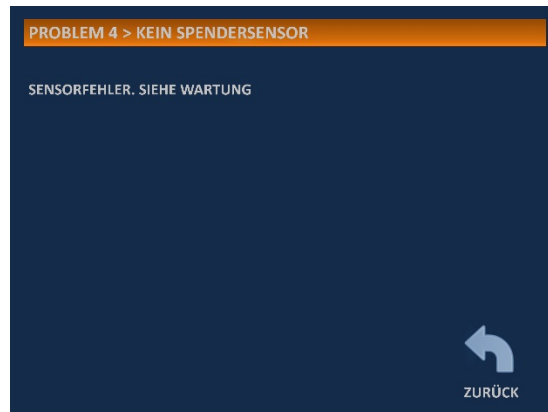 PROBLEM 4 > KEIN SPENDERSENSOR
SENSORFEHLER. SIEHE WARTUNG
ZURÜCK